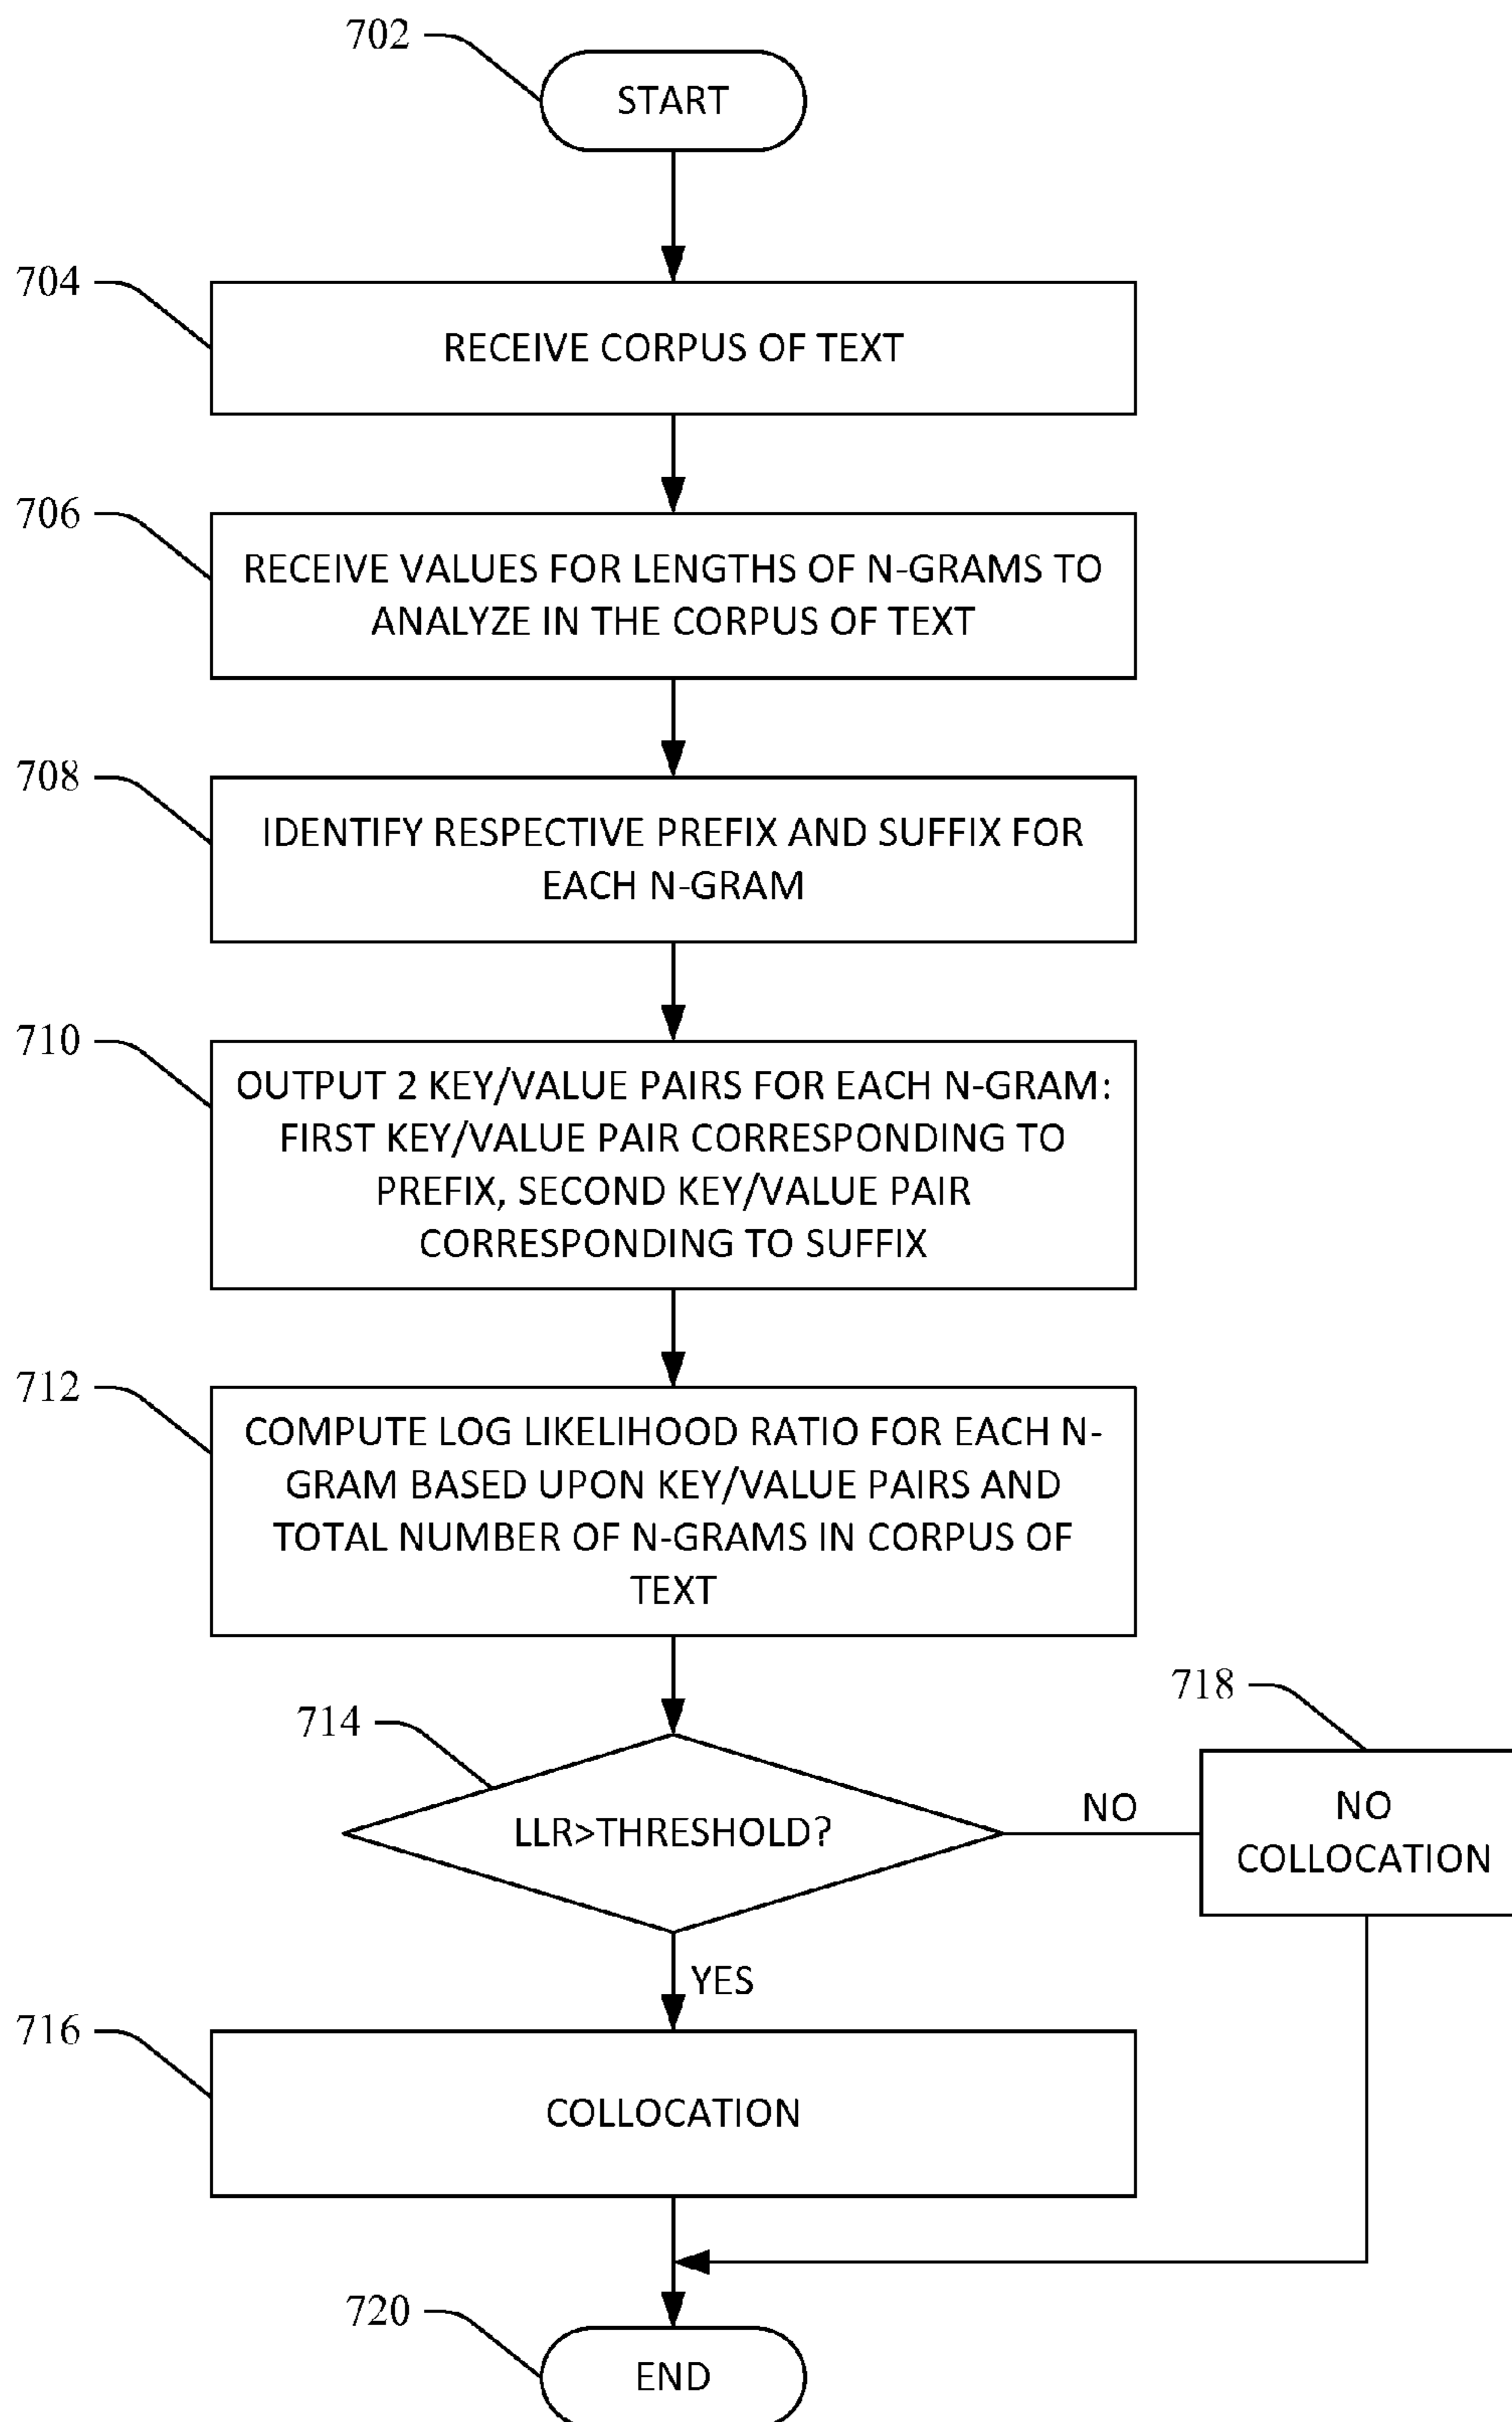 702
START
704
RECEIVE CORPUS OF TEXT
706
RECEIVE VALUES FOR LENGTHS OF N-GRAMS TO
ANALYZE IN THE CORPUS OF TEXT
708
IDENTIFY RESPECTIVE PREFIX AND SUFFIX FOR
EACH N-GRAM
710
OUTPUT 2 KEY/VALUE PAIRS FOR EACH N-GRAM:
FIRST KEY/VALUE PAIR CORRESPONDING TO
PREFIX, SECOND KEY/VALUE PAIR
CORRESPONDING TO SUFFIX
712
COMPUTE LOG LIKELIHOOD RATIO FOR EACH N-
GRAM BASED UPON KEY/VALUE PAIRS AND
TOTAL NUMBER OF N-GRAMS IN CORPUS OF
TEXT
714
LLR>THRESHOLD?
NO
718
NO
COLLOCATION
YES
716
COLLOCATION
720
END